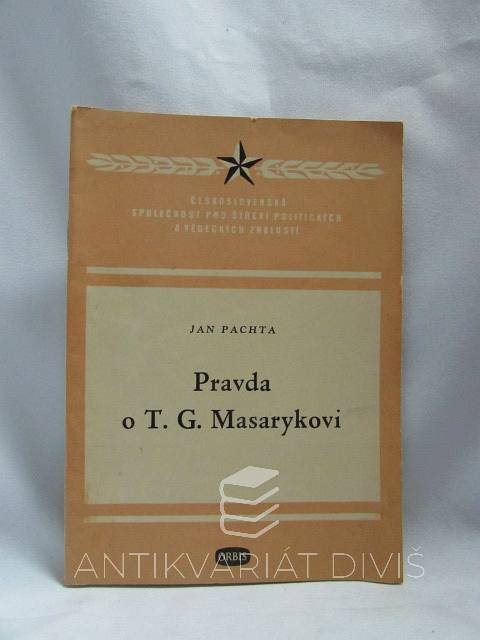 ČESKOSLOVENSKÁ
SPOLEČNOST PRO ŠÍŘENÍ POLITICKÝCH
A VĚDECKÝCH ZNALOSTÍ
JAN PACHTA
Pravda
o T. G. Masarykovi
ORBIS
ANTIKVARIÁT DIVIŠ